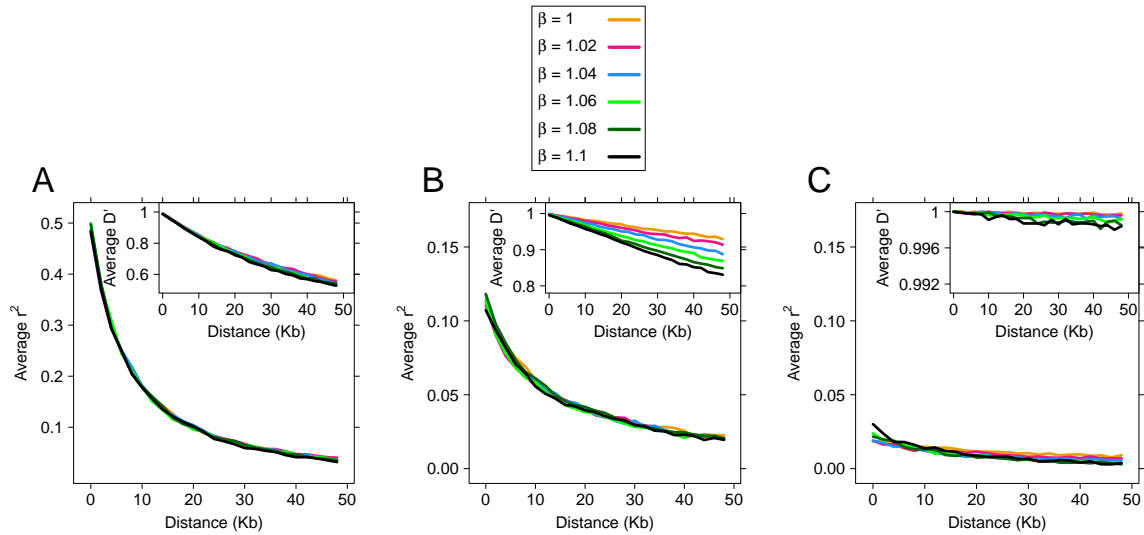 β = 1
β = 1.02
β = 1.04
β = 1.06
β = 1.08
β = 1.1
A
B
C
Average r²
0.1
0.2
0.3
0.4
0.5
0 10 20 30 40 50
Distance (Kb)
Average D'
0.6
0.8
1
0 10 20 30 40 50
Distance (Kb)
Average r²
0.00
0.05
0.10
0.15
0 10 20 30 40 50
Distance (Kb)
Average D'
0.8
0.9
1
0 10 20 30 40 50
Distance (Kb)
Average r²
0.00
0.05
0.10
0.15
0 10 20 30 40 50
Distance (Kb)
Average D'
0.992
0.996
1
0 10 20 30 40 50
Distance (Kb)